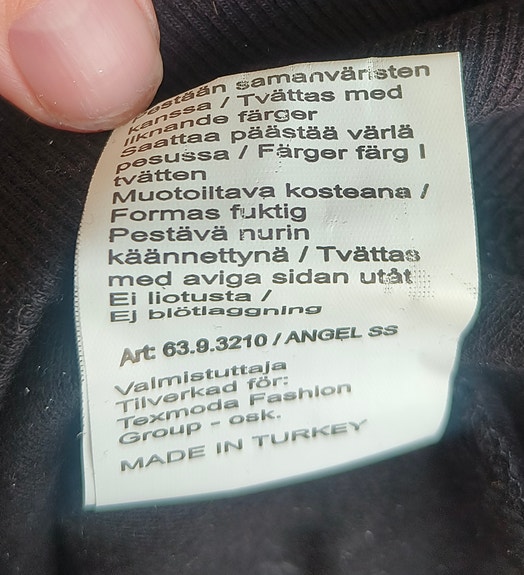 Pestään samanväristen
kanssa / Tvättas med
liknande färger
Saattaa päästää väriä
pesussa / Färger färg I
tvätten
Muotoiltava kosteana /
Formas fuktig
Pestävä nurin
käännettynä / Tvättas
med aviga sidan utåt
Ei liotusta /
Ej blötläggning
Art: 63.9.3210 / ANGEL SS
Valmistuttaja
Tilverkad för:
Texmoda Fashion
Group - osk.
MADE IN TURKEY